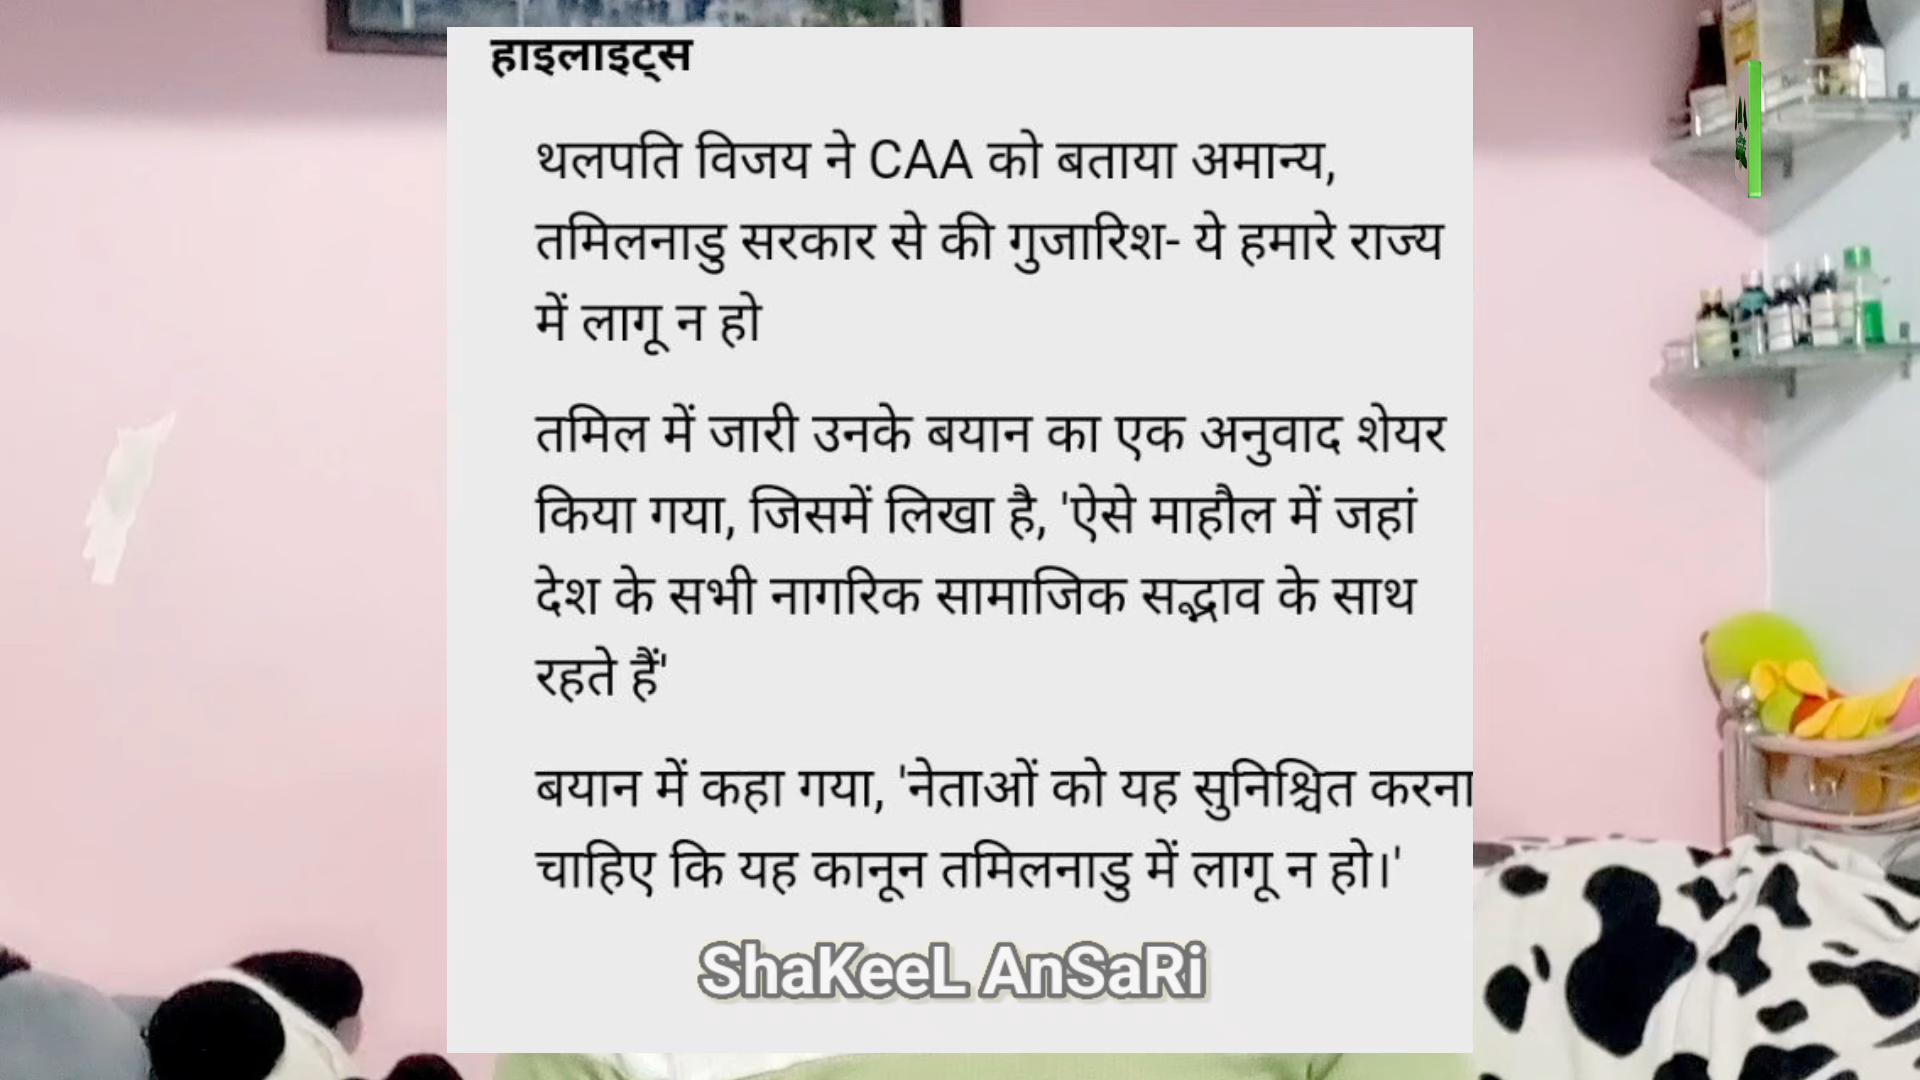 हाइलाइट्स
थलपति विजय ने CAA को बताया अमान्य,
तमिलनाडु सरकार से की गुजारिश- ये हमारे राज्य
में लागू न हो
तमिल में जारी उनके बयान का एक अनुवाद शेयर
किया गया, जिसमें लिखा है, 'ऐसे माहौल में जहां
देश के सभी नागरिक सामाजिक सद्भाव के साथ
रहते हैं'
बयान में कहा गया, 'नेताओं को यह सुनिश्चित करना
चाहिए कि यह कानून तमिलनाडु में लागू न हो।'
ShaKeeL AnSaRi